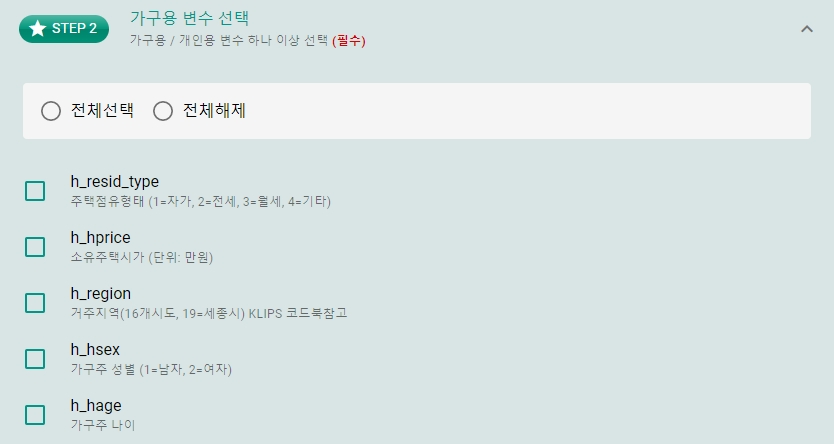 STEP 2
가구용 변수 선택
가구용 / 개인용 변수 하나 이상 선택 (필수)
전체선택 전체해제
h_resid_type
주택점유형태 (1=자가, 2=전세, 3=월세, 4=기타)
h_hprice
소유주택시가 (단위: 만원)
h_region
거주지역(16개시도, 19=세종시) KLIPS 코드북참고
h_hsex
가구주 성별 (1=남자, 2=여자)
h_hage
가구주 나이